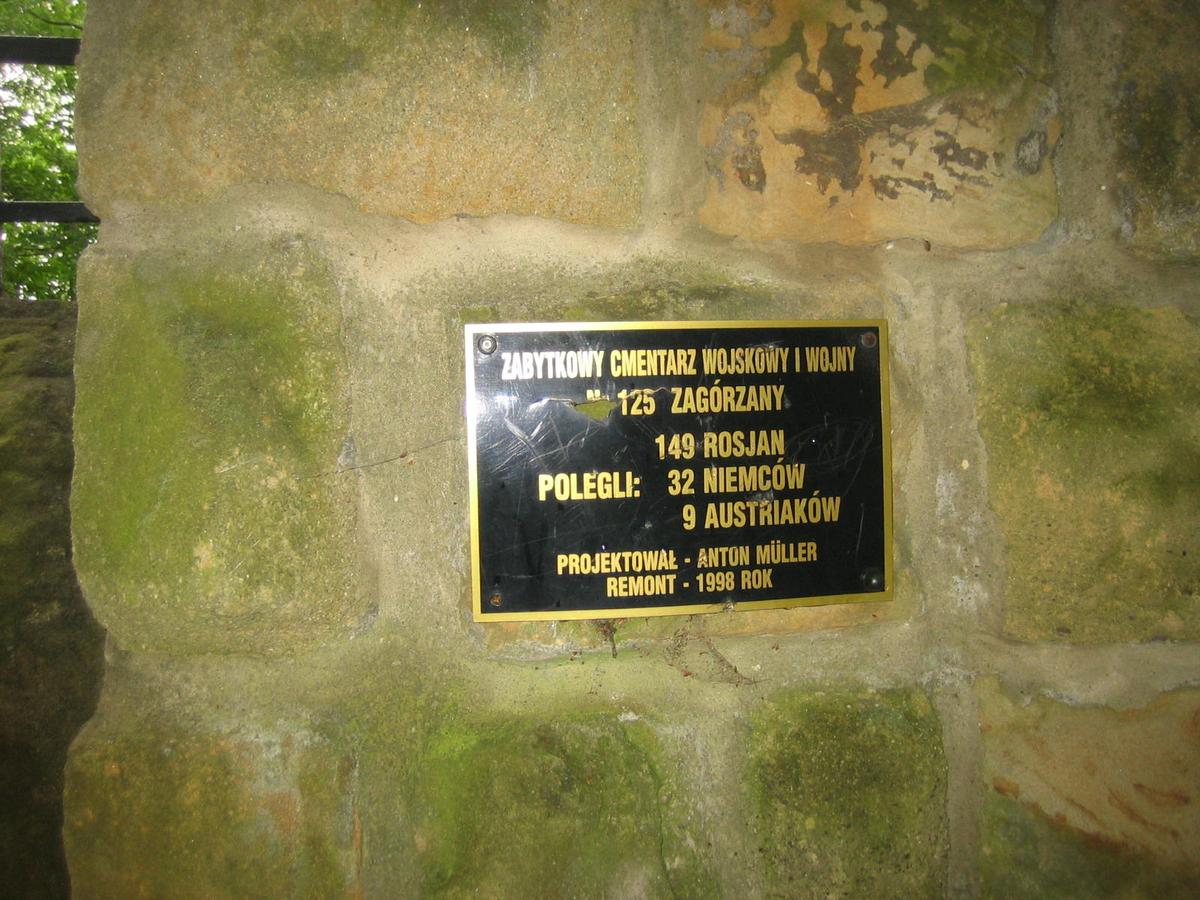 ZABYTKOWY CMENTARZ WOJSKOWY I WOJNY
125 ZAGÓRZANY
149 ROSJAN
POLEGLI: 32 NIEMCÓW
9 AUSTRIAKÓW
PROJEKTOWAŁ - ANTON MÜLLER
REMONT - 1998 ROK